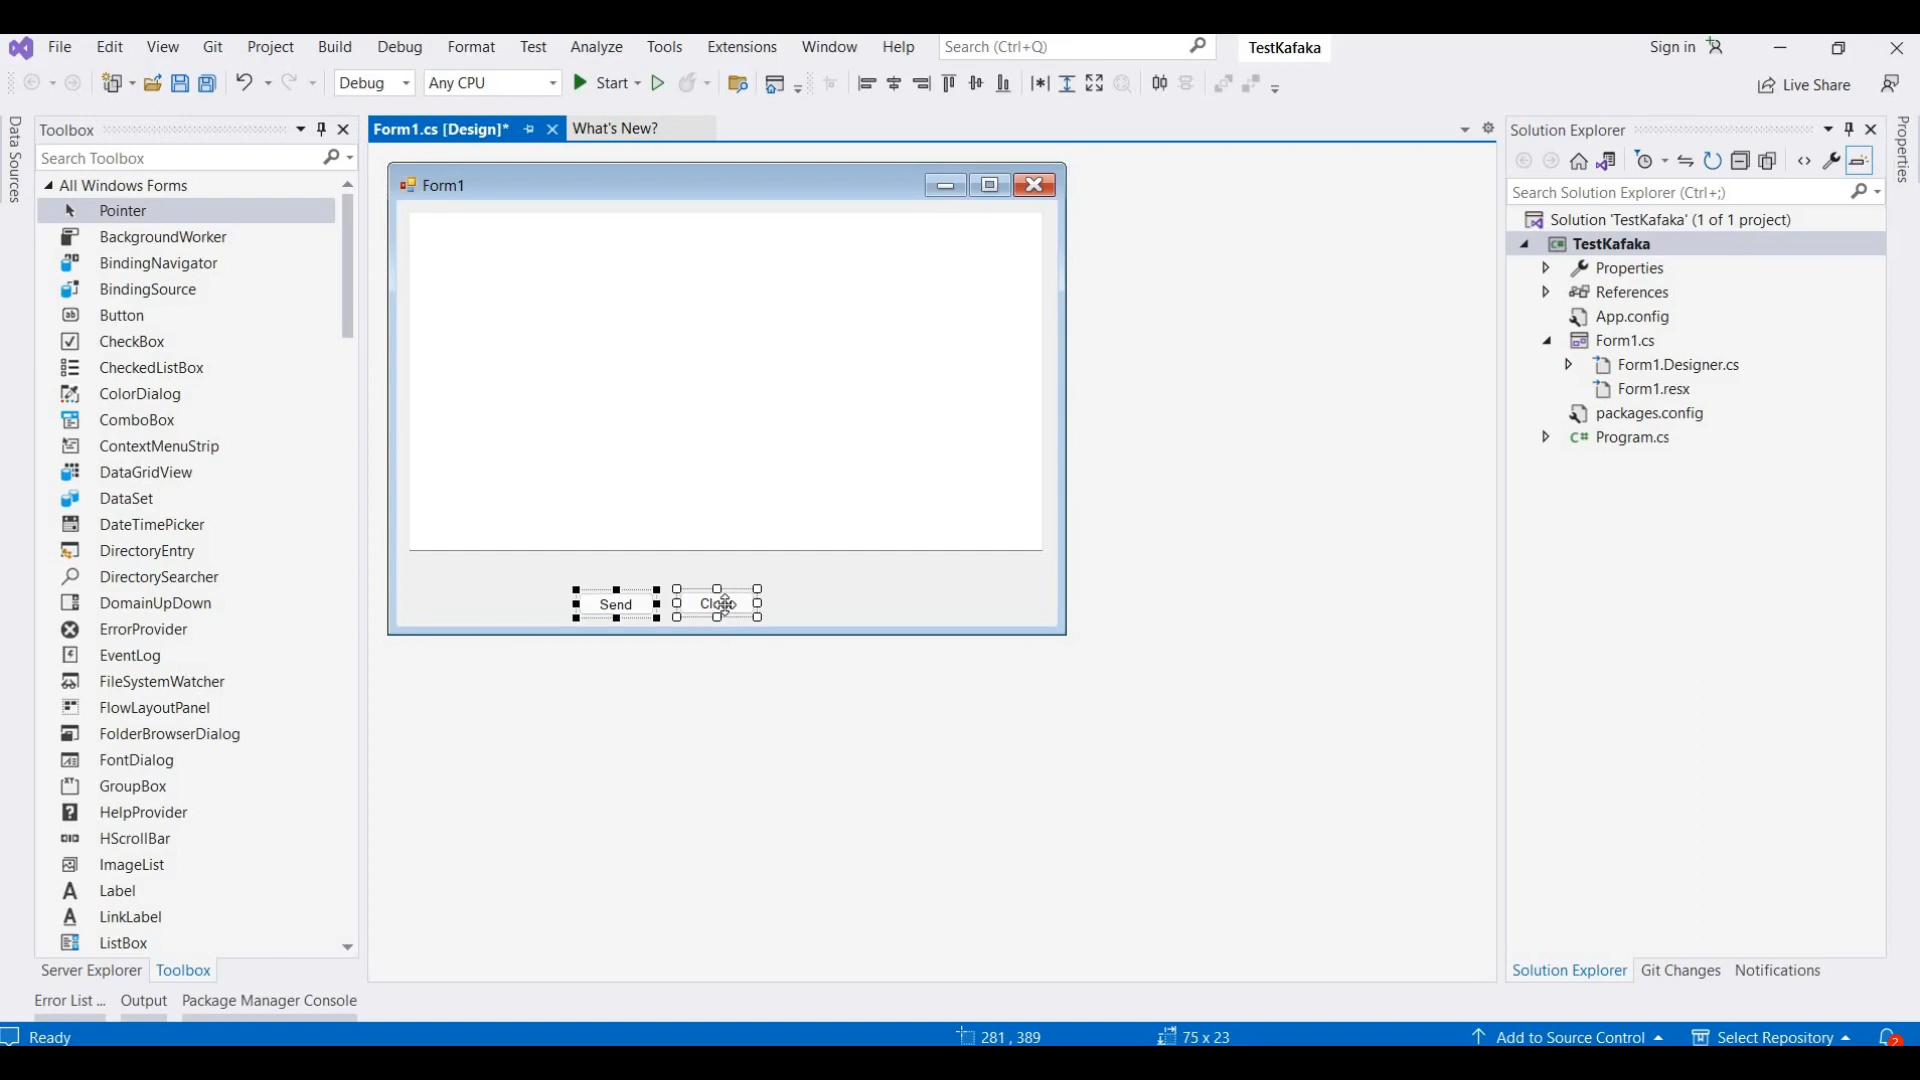 File Edit View Git Project Build Debug Format Test Analyze Tools Extensions Window Help Search (Ctrl+Q) TestKafaka Sign in
Debug Any CPU Start Live Share
Data Sources
Toolbox
Search Toolbox
All Windows Forms
Pointer
BackgroundWorker
BindingNavigator
BindingSource
Button
CheckBox
CheckedListBox
ColorDialog
ComboBox
ContextMenuStrip
DataGridView
DataSet
DateTimePicker
DirectoryEntry
DirectorySearcher
DomainUpDown
ErrorProvider
EventLog
FileSystemWatcher
FlowLayoutPanel
FolderBrowserDialog
FontDialog
GroupBox
HelpProvider
HScrollBar
ImageList
Label
LinkLabel
ListBox
Server Explorer Toolbox
Form1.cs [Design]* What's New?
Form1
Send
Solution Explorer
Search Solution Explorer (Ctrl+;)
Solution 'TestKafaka' (1 of 1 project)
TestKafaka
Properties
References
App.config
Form1.cs
Form1.Designer.cs
Form1.resx
packages.config
C# Program.cs
Solution Explorer Git Changes Notifications
Properties
Error List ... Output Package Manager Console
Ready 281 , 389 75 x 23 Add to Source Control Select Repository 2